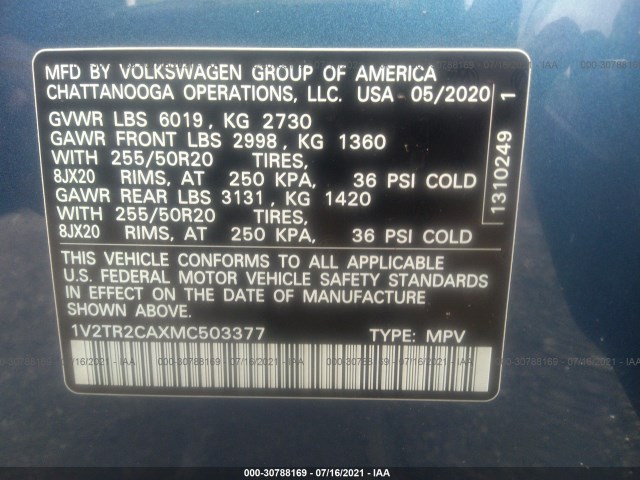 MFD BY VOLKSWAGEN GROUP OF AMERICA
CHATTANOOGA OPERATIONS, LLC. USA 05/2020
GVWR LBS 6019, KG 2730
GAWR FRONT LBS 2998, KG 1360
WITH 255/50R20 TIRES,
8JX20 RIMS, AT 250 KPA, 36 PSI COLD
GAWR REAR LBS 3131, KG 1420
WITH 255/50R20 TIRES,
8JX20 RIMS, AT 250 KPA, 36 PSI COLD
1310249 1
THIS VEHICLE CONFORMS TO ALL APPLICABLE
U.S. FEDERAL MOTOR VEHICLE SAFETY STANDARDS
IN EFFECT ON THE DATE OF MANUFACTURE
SHOWN ABOVE.
1V2TR2CAXMC503377 TYPE: MPV
000-30788169 - 07/16/2021 - IAA